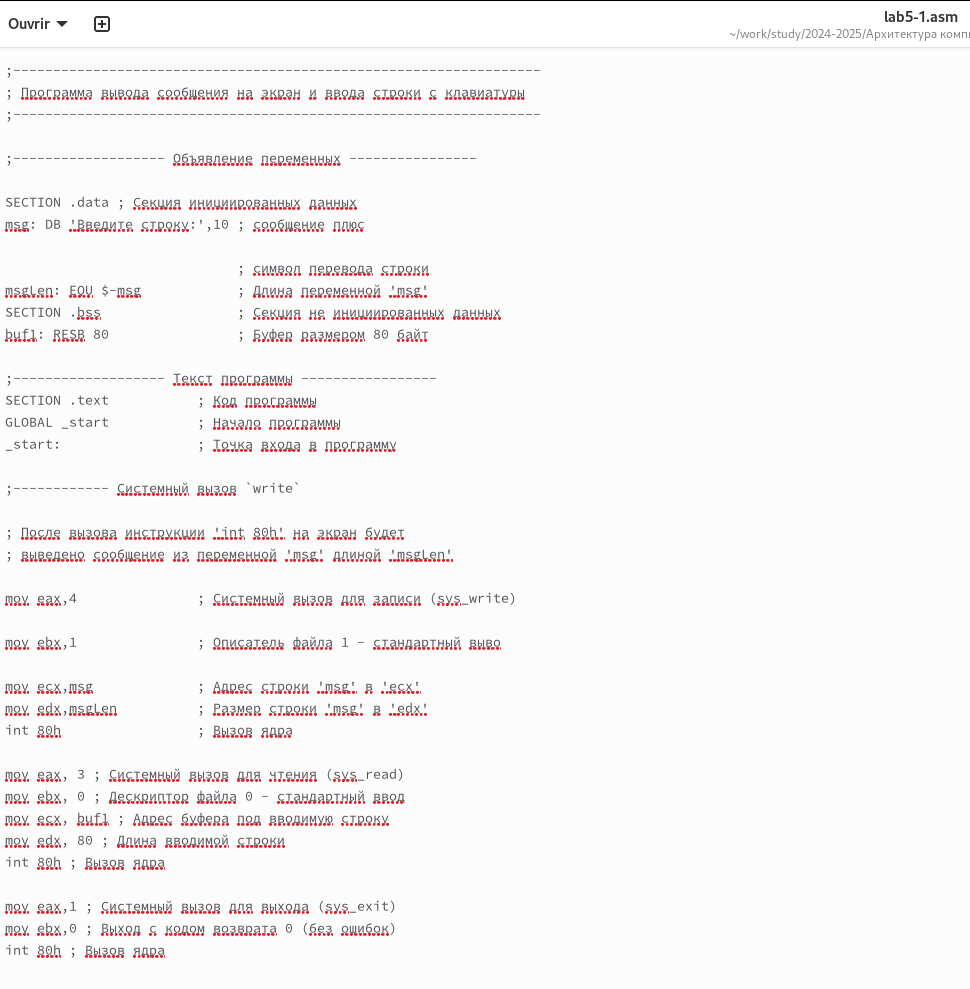 Ouvrir
lab5-1.asm
~/work/study/2024-2025/Архитектура комп
;------------------------------------------------------------------
; Программа вывода сообщения на экран и ввода строки с клавиатуры
;------------------------------------------------------------------
;------------------- Объявление переменных ----------------
SECTION .data ; Секция инициированных данных
msg: DB 'Введите строку:',10 ; сообщение плюс
; символ перевода строки
msgLen: EQU $-msg ; Длина переменной 'msg'
SECTION .bss ; Секция не инициированных данных
buf1: RESB 80 ; Буфер размером 80 байт
;------------------- Текст программы -----------------
SECTION .text ; Код программы
GLOBAL _start ; Начало программы
_start: ; Точка входа в программу
;------------ Системный вызов `write`
; После вызова инструкции 'int 80h' на экран будет
; выведено сообщение из переменной 'msg' длиной 'msgLen'
mov eax,4 ; Системный вызов для записи (sys_write)
mov ebx,1 ; Описатель файла 1 - стандартный выво
mov ecx,msg ; Адрес строки 'msg' в 'ecx'
mov edx,msgLen ; Размер строки 'msg' в 'edx'
int 80h ; Вызов ядра
mov eax, 3 ; Системный вызов для чтения (sys_read)
mov ebx, 0 ; Дескриптор файла 0 - стандартный ввод
mov ecx, buf1 ; Адрес буфера под вводимую строку
mov edx, 80 ; Длина вводимой строки
int 80h ; Вызов ядра
mov eax,1 ; Системный вызов для выхода (sys_exit)
mov ebx,0 ; Выход с кодом возврата 0 (без ошибок)
int 80h ; Вызов ядра